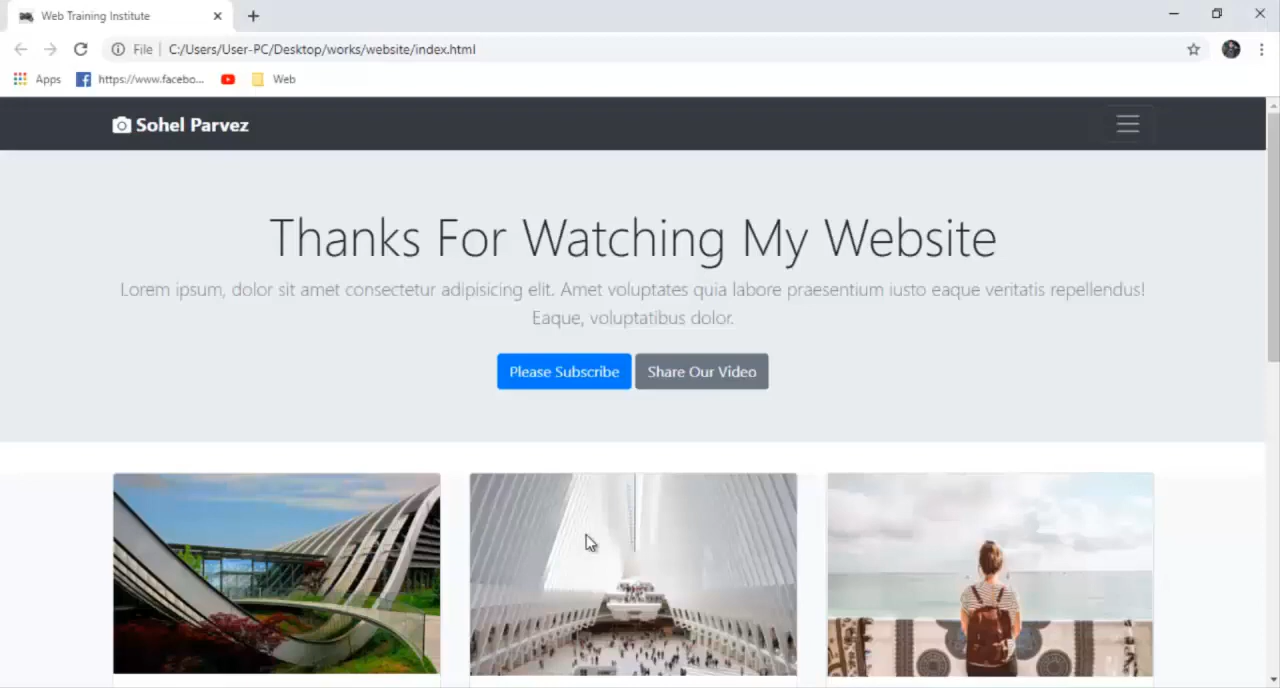 Web Training Institute
File
C:/Users/User-PC/Desktop/works/website/index.html
Apps
https://www.facebo...
Web
Sohel Parvez
Thanks For Watching My Website
Lorem ipsum, dolor sit amet consectetur adipisicing elit. Amet voluptates quia labore praesentium iusto eaque veritatis repellendus!
Eaque, voluptatibus dolor.
Please Subscribe
Share Our Video